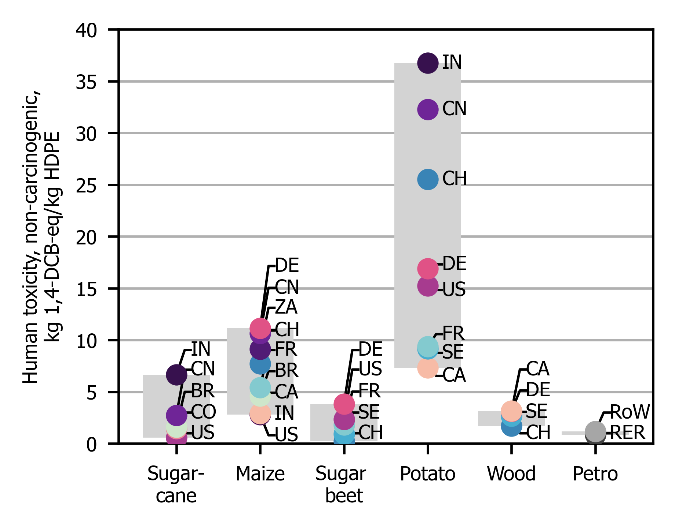 Human toxicity, non-carcinogenic,
kg 1,4-DCB-eq/kg HDPE
40
35
30
25
20
15
10
5
0
IN
CN
BR
CO
US
DE
CN
ZA
CH
FR
BR
CA
IN
US
DE
US
FR
SE
CH
IN
CN
CH
DE
US
FR
SE
CA
CA
DE
SE
CH
RoW
RER
Sugar-
cane
Maize
Sugar
beet
Potato
Wood
Petro